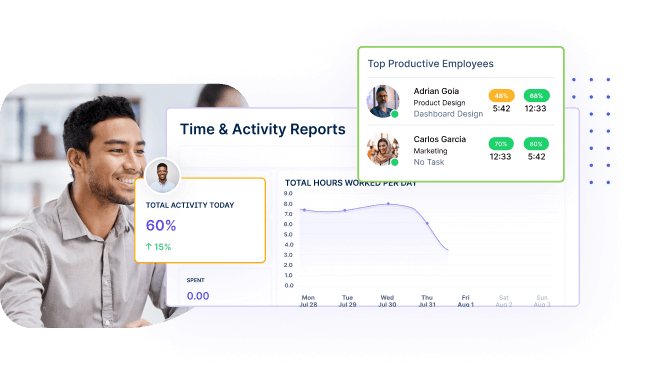 Top Productive Employees
Adrian Goia
Product Design
Dashboard Design
48%
68%
5:42
12:33
Carlos Garcia
Marketing
No Task
70%
60%
12:33
5:42
Time & Activity Reports
TOTAL ACTIVITY TODAY
60%
↑ 15%
SPENT
0.00
TOTAL HOURS WORKED PER DAY
9.0
8.0
7.0
6.0
5.0
4.0
3.0
2.0
1.0
0.0
Mon Tue Wed Thu Fri Sat Sun
Jul 28 Jul 29 Jul 30 Jul 31 Aug 1 Aug 2 Aug 3